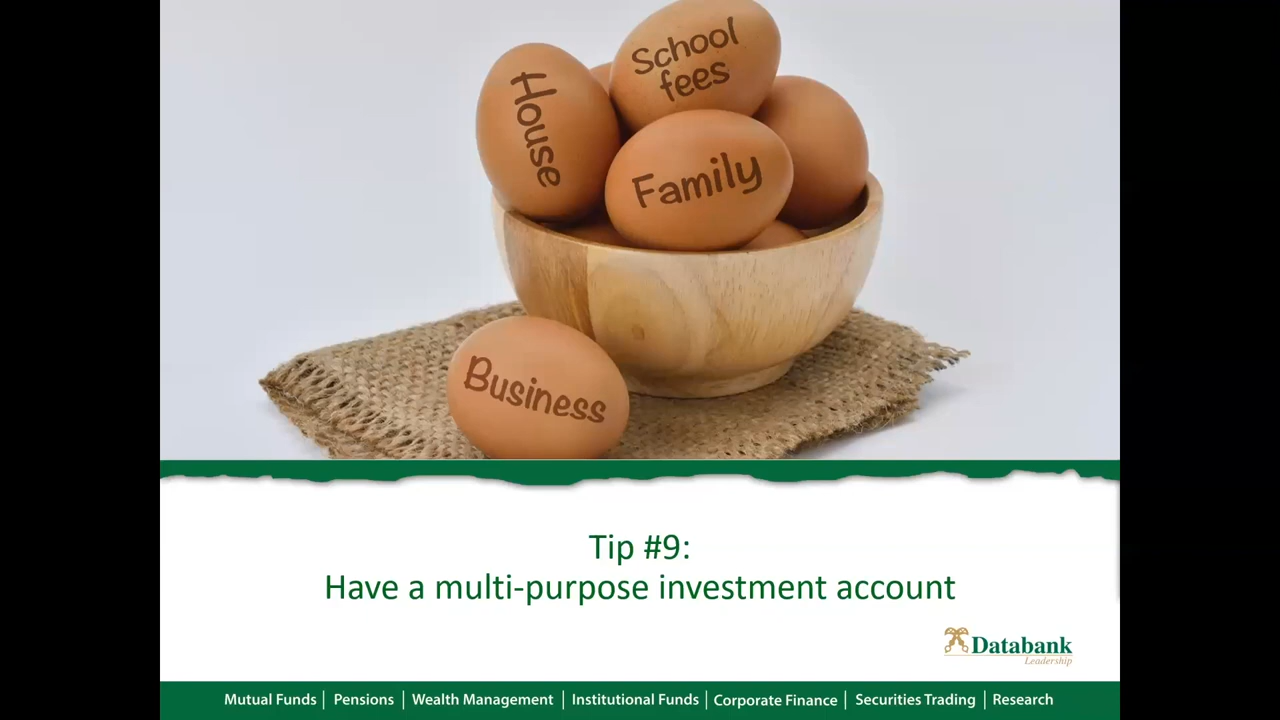 School
fees
House
Family
Business
Tip #9:
Have a multi-purpose investment account
Databank
Leadership
Mutual Funds | Pensions | Wealth Management | Institutional Funds | Corporate Finance | Securities Trading | Research